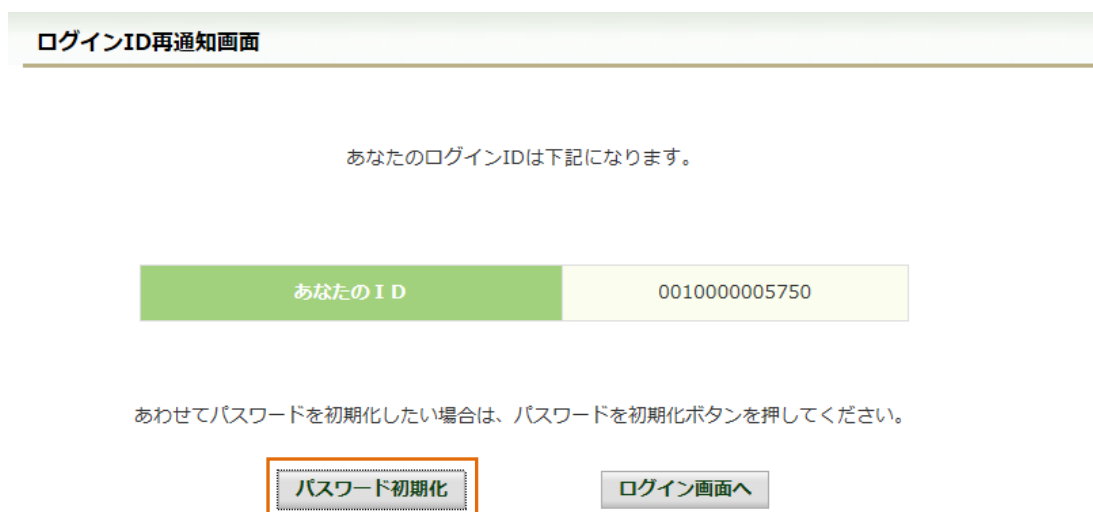 ログインID再通知画面
あなたのログインIDは下記になります。
あなたのＩＤ
0010000005750
あわせてパスワードを初期化したい場合は、パスワードを初期化ボタンを押してください。
パスワード初期化
ログイン画面へ